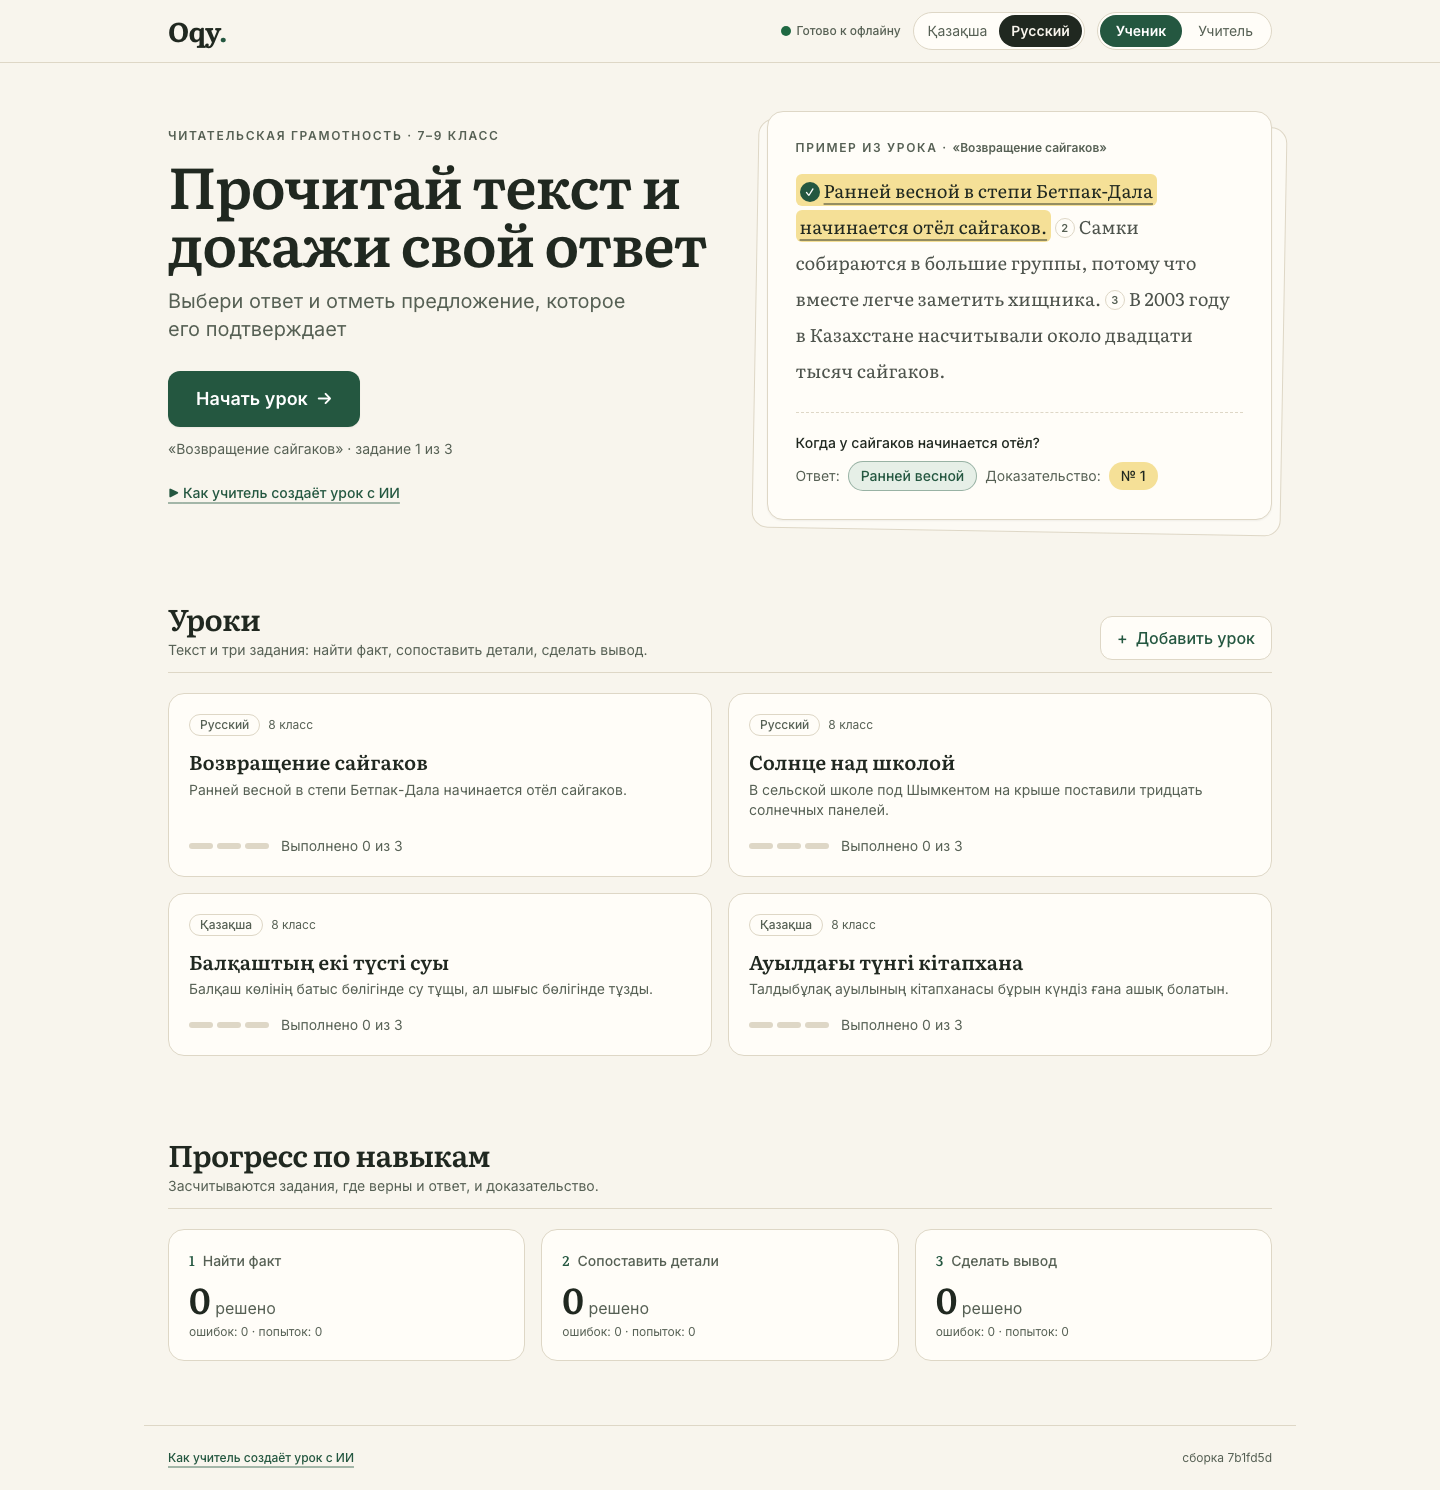 Oqy.
Готово к офлайну
Қазақша
Русский
Ученик
Учитель
ЧИТАТЕЛЬСКАЯ ГРАМОТНОСТЬ · 7–9 КЛАСС
Прочитай текст и
докажи свой ответ
Выбери ответ и отметь предложение, которое
его подтверждает
Начать урок →
«Возвращение сайгаков» · задание 1 из 3
▶ Как учитель создаёт урок с ИИ
ПРИМЕР ИЗ УРОКА · «Возвращение сайгаков»
✓ Ранней весной в степи Бетпак-Дала
начинается отёл сайгаков. 2 Самки
собираются в большие группы, потому что
вместе легче заметить хищника. 3 В 2003 году
в Казахстане насчитывали около двадцати
тысяч сайгаков.
Когда у сайгаков начинается отёл?
Ответ: Ранней весной Доказательство: № 1
Уроки
Текст и три задания: найти факт, сопоставить детали, сделать вывод.
+ Добавить урок
Русский 8 класс
Возвращение сайгаков
Ранней весной в степи Бетпак-Дала начинается отёл сайгаков.
Выполнено 0 из 3
Русский 8 класс
Солнце над школой
В сельской школе под Шымкентом на крыше поставили тридцать
солнечных панелей.
Выполнено 0 из 3
Қазақша 8 класс
Балқаштың екі түсті суы
Балқаш көлінің батыс бөлігінде су тұщы, ал шығыс бөлігінде тұзды.
Выполнено 0 из 3
Қазақша 8 класс
Ауылдағы түнгі кітапхана
Талдыбұлақ ауылының кітапханасы бұрын күндіз ғана ашық болатын.
Выполнено 0 из 3
Прогресс по навыкам
Засчитываются задания, где верны и ответ, и доказательство.
1 Найти факт
0 решено
ошибок: 0 · попыток: 0
2 Сопоставить детали
0 решено
ошибок: 0 · попыток: 0
3 Сделать вывод
0 решено
ошибок: 0 · попыток: 0
Как учитель создаёт урок с ИИ
сборка 7b1fd5d